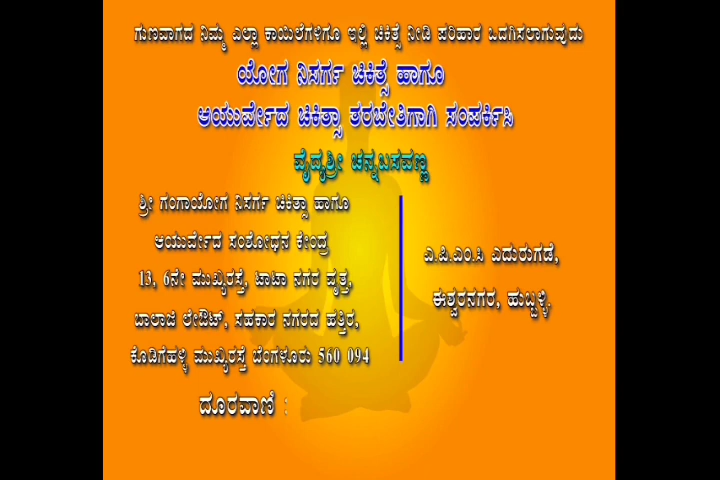 ಗುಣವಾಗದ ನಿಮ್ಮ ಎಲ್ಲಾ ಕಾಯಿಲೆಗಳಿಗೂ ಇಲ್ಲಿ ಚಿಕಿತ್ಸೆ ನೀಡಿ ಪರಿಹಾರ ಒದಗಿಸಲಾಗುವುದು
ಯೋಗ ನಿಸರ್ಗ ಚಿಕಿತ್ಸೆ ಹಾಗೂ
ಆಯುರ್ವೇದ ಚಿಕಿತ್ಸಾ ತರಬೇತಿಗಾಗಿ ಸಂಪರ್ಕಿಸಿ
ವೈದ್ಯಶ್ರೀ ಚನ್ನಬಸವಣ್ಣ
ಶ್ರೀ ಗಂಗಾಯೋಗ ನಿಸರ್ಗ ಚಿಕಿತ್ಸಾ ಹಾಗೂ
ಆಯುರ್ವೇದ ಸಂಶೋಧನ ಕೇಂದ್ರ
13, 6ನೇ ಮುಖ್ಯರಸ್ತೆ, ಟಾಟಾ ನಗರ ವೃತ್ತ,
ಬಾಲಾಜಿ ಲೇಔಟ್, ಸಹಕಾರ ನಗರದ ಹತ್ತಿರ,
ಕೊಡಿಗೆಹಳ್ಳಿ ಮುಖ್ಯರಸ್ತೆ ಬೆಂಗಳೂರು 560 094
ಎ.ಪಿ.ಎಂ.ಸಿ ಎದುರುಗಡೆ,
ಈಶ್ವರನಗರ, ಹುಬ್ಬಳ್ಳಿ.
ದೂರವಾಣಿ :